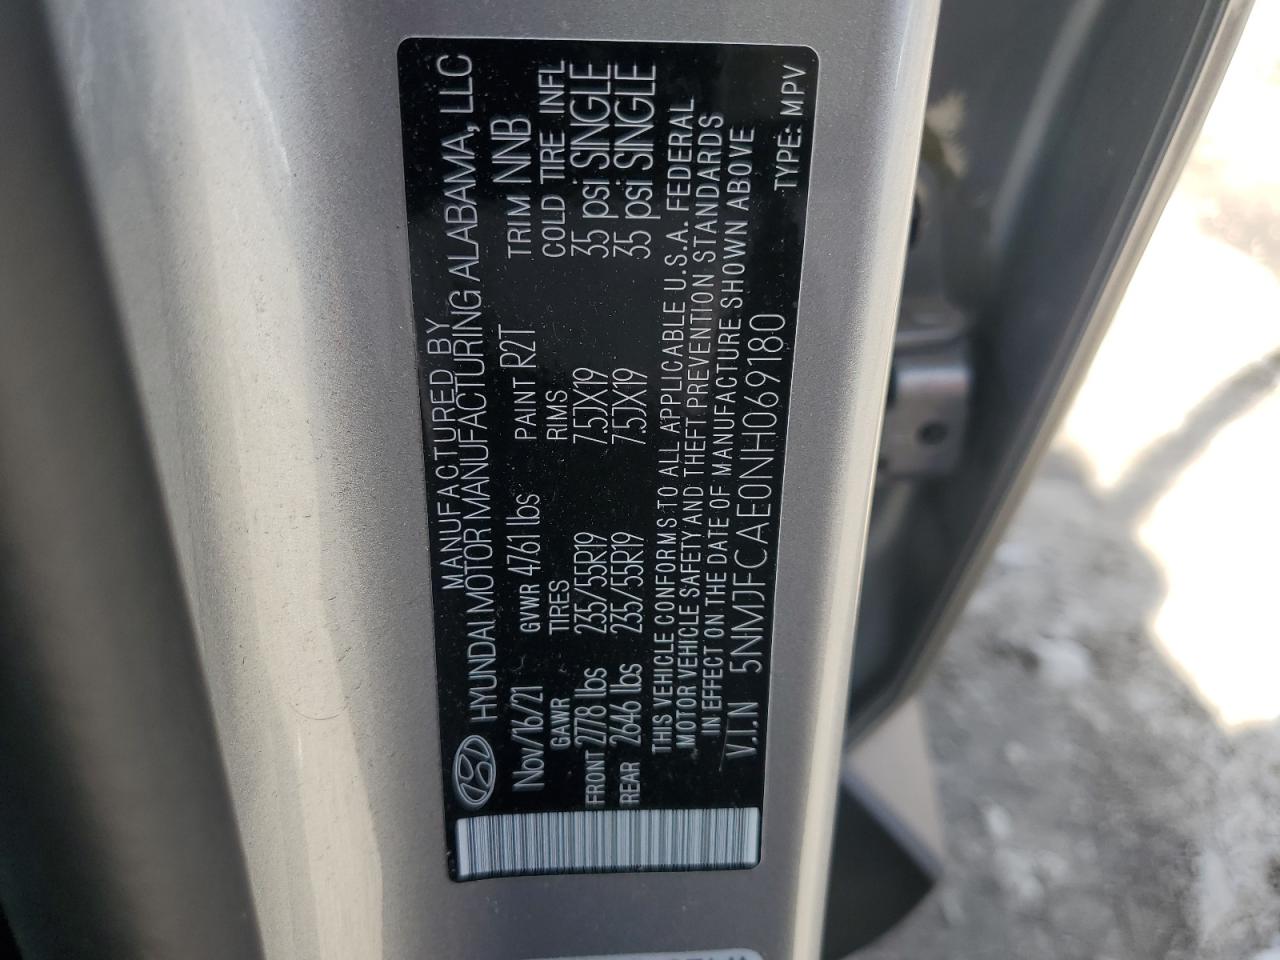 MANUFACTURED BY
HYUNDAI MOTOR MANUFACTURING ALABAMA, LLC
Nov/16/21 GVWR 4761 lbs PAINT R2T TRIM NNB
GAWR TIRES RIMS COLD TIRE INFL
FRONT 2778 lbs 235/55R19 7.5JX19 35 psi SINGLE
REAR 2646 lbs 235/55R19 7.5JX19 35 psi SINGLE
THIS VEHICLE CONFORMS TO ALL APPLICABLE U.S.A. FEDERAL
MOTOR VEHICLE SAFETY AND THEFT PREVENTION STANDARDS
IN EFFECT ON THE DATE OF MANUFACTURE SHOWN ABOVE
V.I.N 5NMJFCAE0NH069180 TYPE: MPV